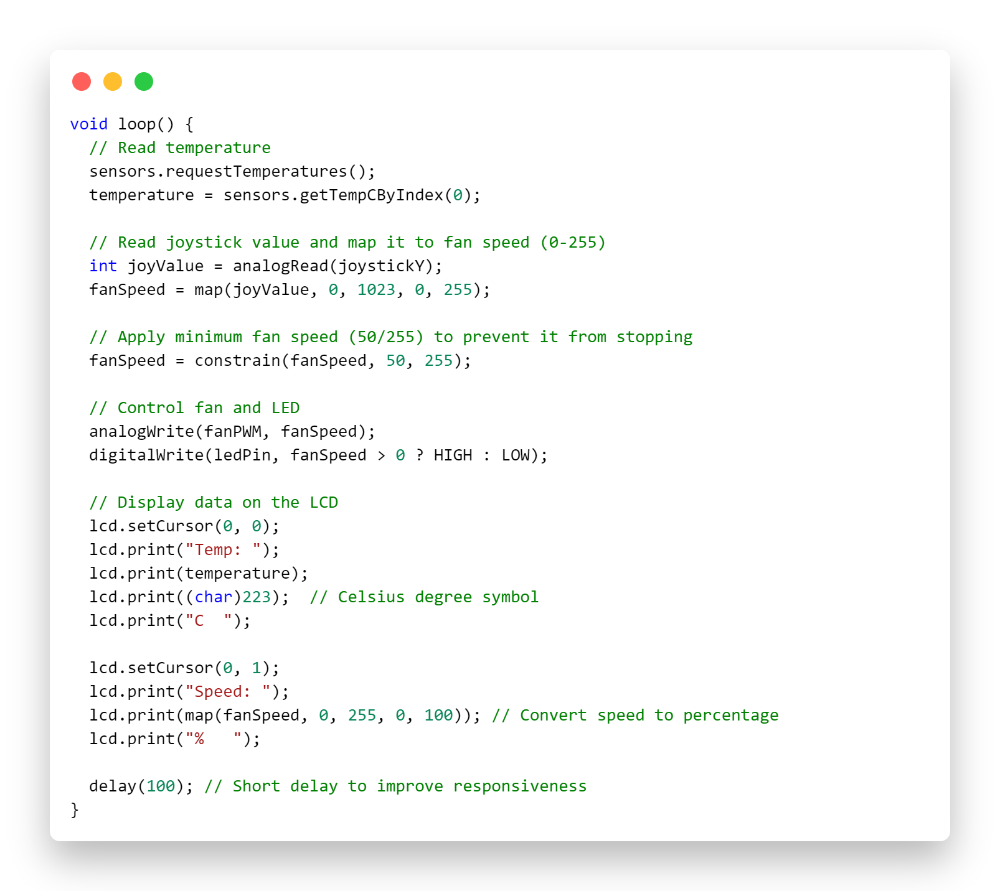 void loop() {
  // Read temperature
  sensors.requestTemperatures();
  temperature = sensors.getTempCByIndex(0);

  // Read joystick value and map it to fan speed (0-255)
  int joyValue = analogRead(joystickY);
  fanSpeed = map(joyValue, 0, 1023, 0, 255);

  // Apply minimum fan speed (50/255) to prevent it from stopping
  fanSpeed = constrain(fanSpeed, 50, 255);

  // Control fan and LED
  analogWrite(fanPWM, fanSpeed);
  digitalWrite(ledPin, fanSpeed > 0 ? HIGH : LOW);

  // Display data on the LCD
  lcd.setCursor(0, 0);
  lcd.print("Temp: ");
  lcd.print(temperature);
  lcd.print((char)223);  // Celsius degree symbol
  lcd.print("C  ");

  lcd.setCursor(0, 1);
  lcd.print("Speed: ");
  lcd.print(map(fanSpeed, 0, 255, 0, 100)); // Convert speed to percentage
  lcd.print("%   ");

  delay(100); // Short delay to improve responsiveness
}